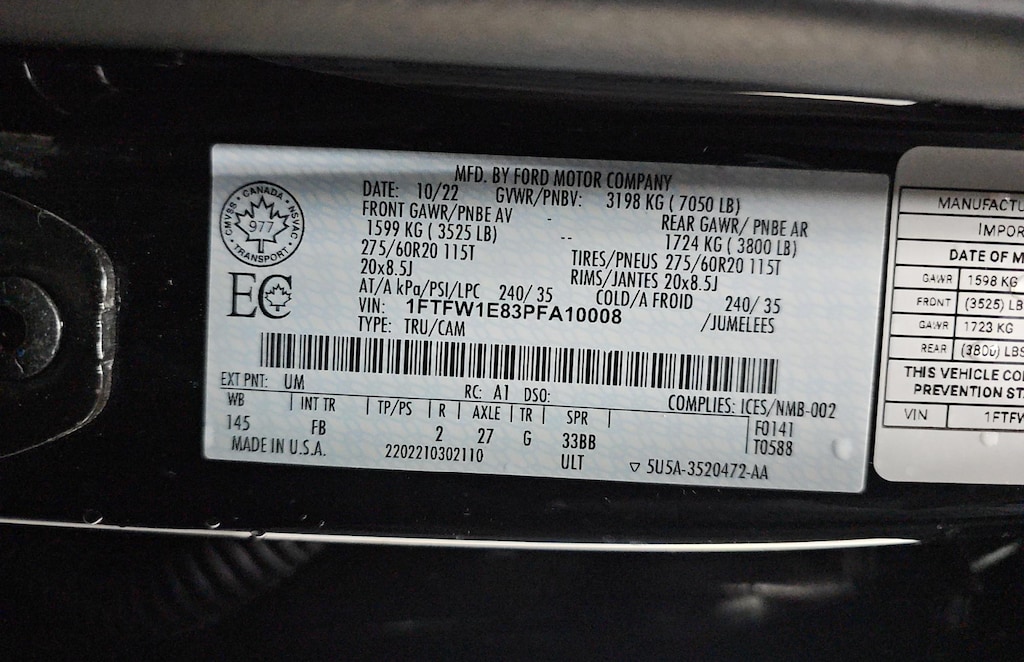 MFD. BY FORD MOTOR COMPANY
DATE: 10/22 GVWR/PNBV: 3198 KG ( 7050 LB)
FRONT GAWR/PNBE AV REAR GAWR/ PNBE AR
1599 KG ( 3525 LB) -- 1724 KG ( 3800 LB)
275/60R20 115T TIRES/PNEUS 275/60R20 115T
20x8.5J RIMS/JANTES 20x8.5J
AT/A kPa/PSI/LPC 240/ 35 COLD/A FROID 240/ 35
VIN: 1FTFW1E83PFA10008 /JUMELEES
TYPE: TRU/CAM
CANADA
CMVSS NSVAC
977
TRANSPORT
EC
EXT PNT: UM RC: A1 DSO: COMPLIES: ICES/NMB-002
WB | INT TR | TP/PS | R | AXLE | TR | SPR | F0141
145 FB 2 27 G 33BB T0588
MADE IN U.S.A. 2202210302110 ULT ▽ 5U5A-3520472-AA
MANUFACTU
IMPOR
DATE OF M
GAWR 1598 KG
FRONT (3525) LB
GAWR 1723 KG
REAR (3800) LBS
THIS VEHICLE CO
PREVENTION ST
VIN 1FTFW